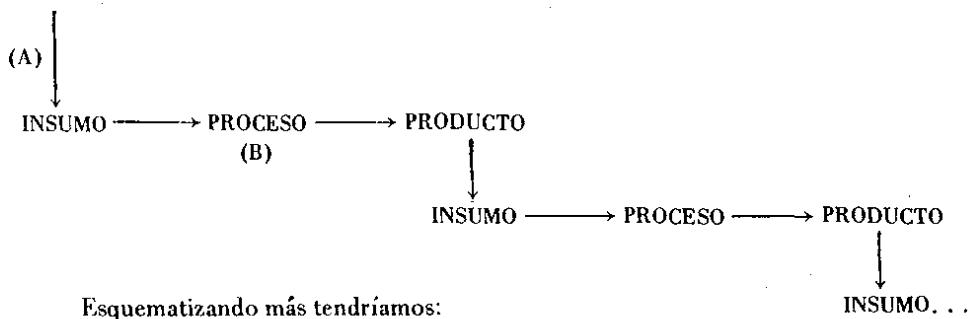 (A)
INSUMO PROCESO PRODUCTO
(B)
INSUMO PROCESO PRODUCTO
Esquematizando más tendríamos: INSUMO. . .